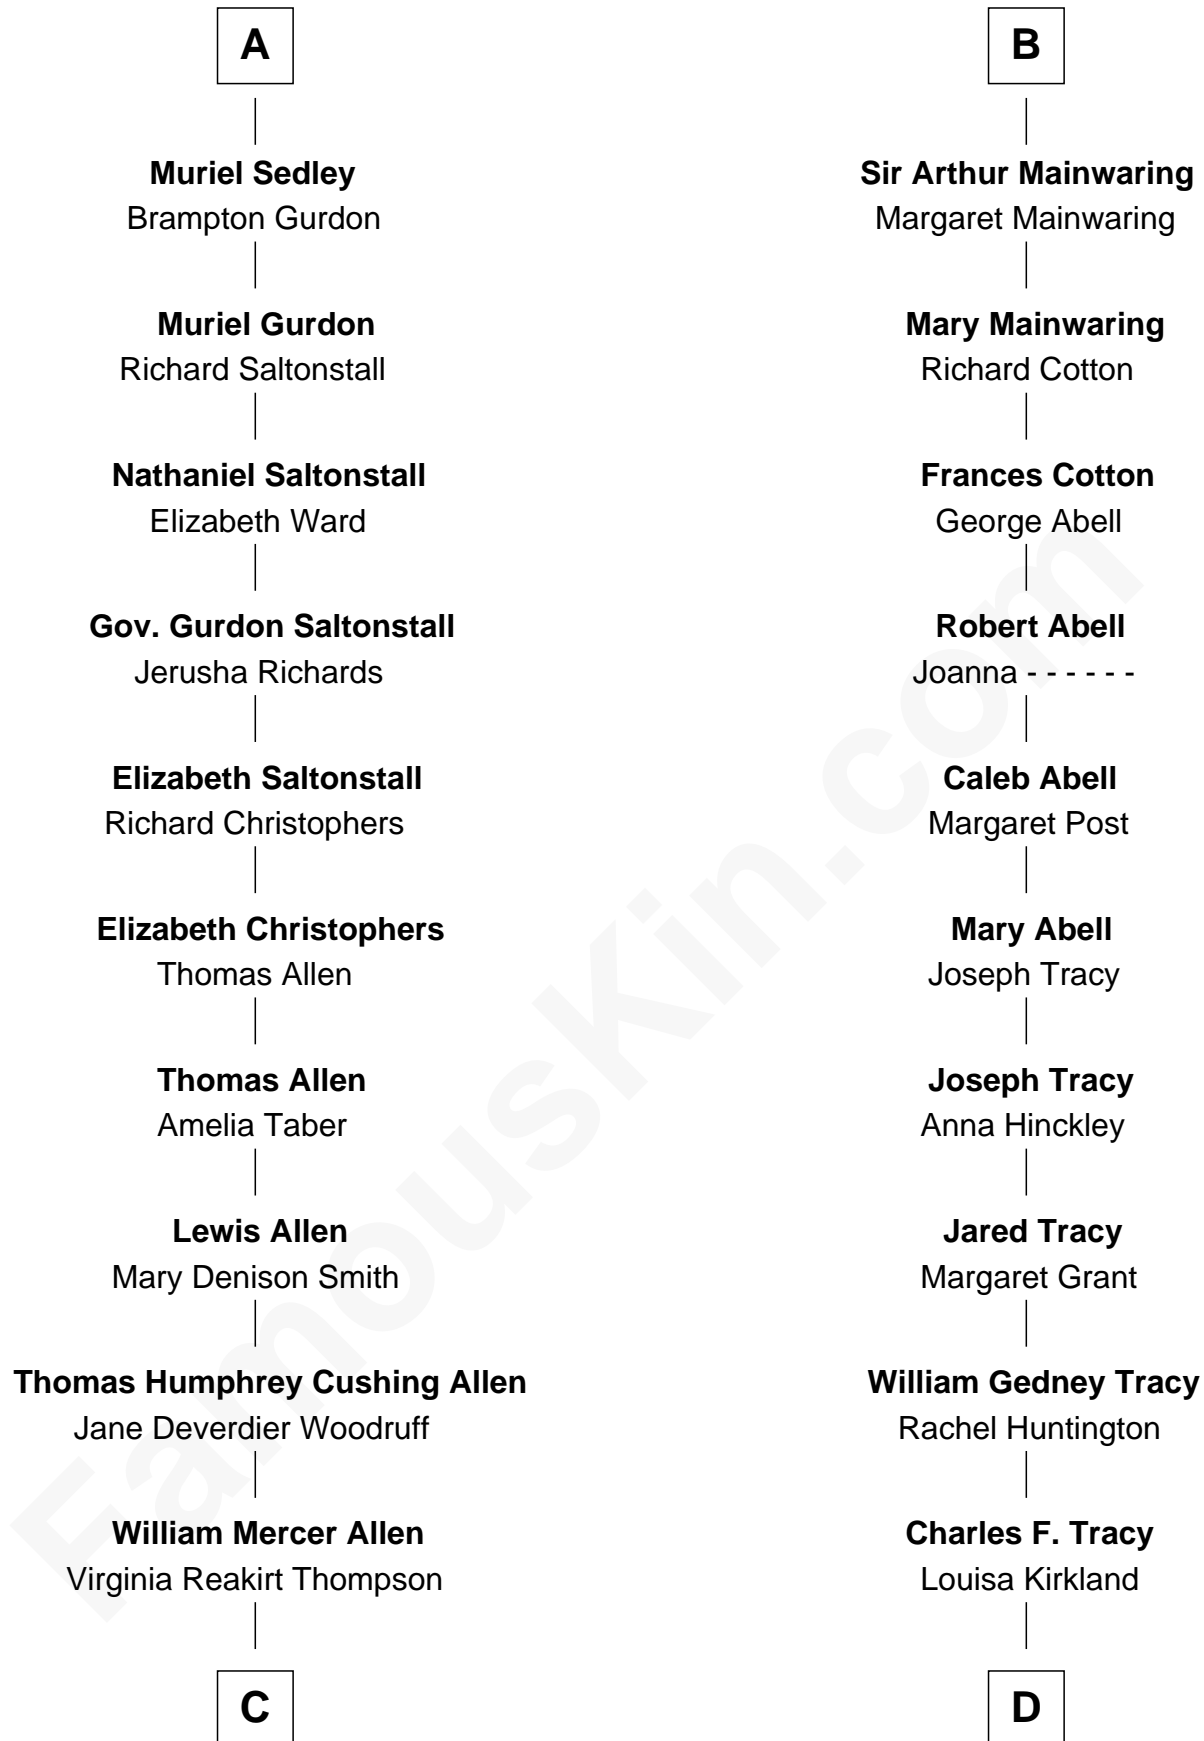 A
Muriel Sedley
Brampton Gurdon
Muriel Gurdon
Richard Saltonstall
Nathaniel Saltonstall
Elizabeth Ward
Gov. Gurdon Saltonstall
Jerusha Richards
Elizabeth Saltonstall
Richard Christophers
Elizabeth Christophers
Thomas Allen
Thomas Allen
Amelia Taber
Lewis Allen
Mary Denison Smith
Thomas Humphrey Cushing Allen
Jane Deverdier Woodruff
William Mercer Allen
Virginia Reakirt Thompson
C
B
Sir Arthur Mainwaring
Margaret Mainwaring
Mary Mainwaring
Richard Cotton
Frances Cotton
George Abell
Robert Abell
Joanna - - - - - -
Caleb Abell
Margaret Post
Mary Abell
Joseph Tracy
Joseph Tracy
Anna Hinckley
Jared Tracy
Margaret Grant
William Gedney Tracy
Rachel Huntington
Charles F. Tracy
Louisa Kirkland
D
FamousKin.com